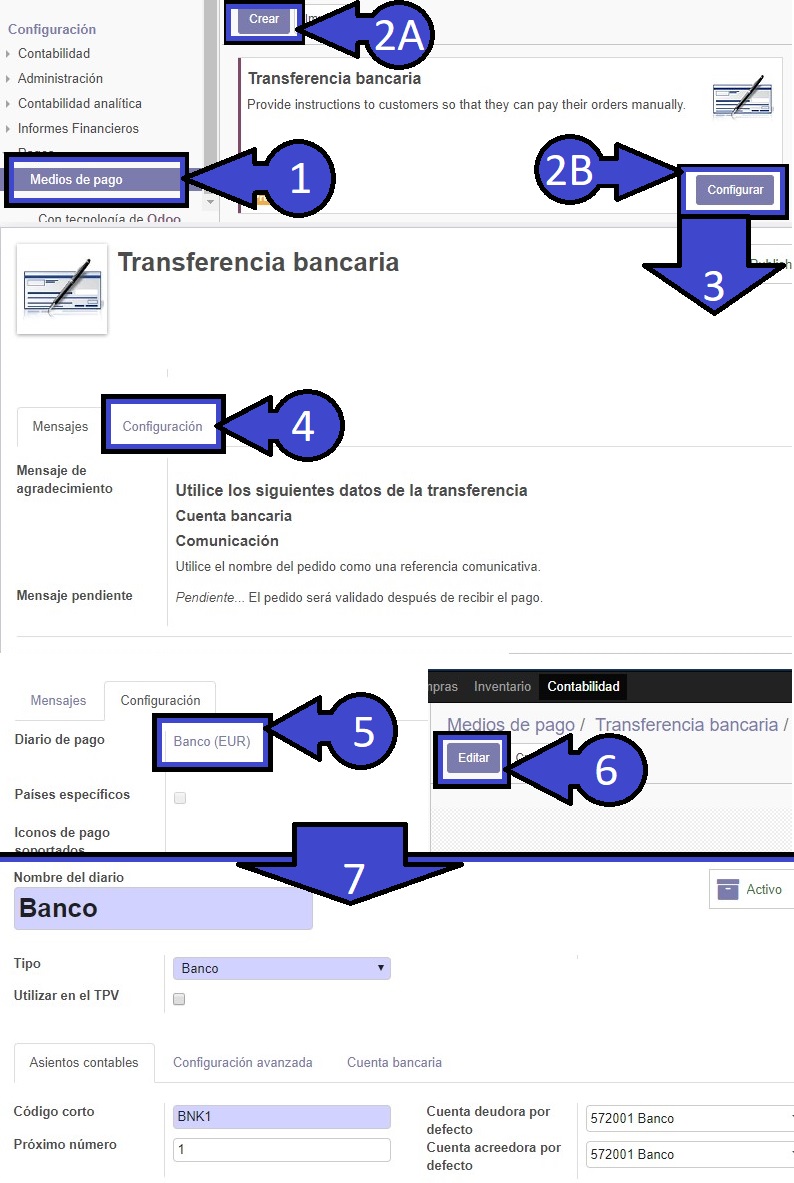 Configuración
Contabilidad
Administración
Contabilidad analítica
Informes Financieros
Medios de pago
1
Con tecnología de Odoo
Crear
2A
Transferencia bancaria
Provide instructions to customers so that they can pay their orders manually.
2B
Configurar
3
Transferencia bancaria
Mensajes
Configuración
4
Mensaje de
agradecimiento
Utilice los siguientes datos de la transferencia
Cuenta bancaria
Comunicación
Utilice el nombre del pedido como una referencia comunicativa.
Mensaje pendiente
Pendiente... El pedido será validado después de recibir el pago.
Mensajes
Configuración
Diario de pago
Banco (EUR)
5
Países específicos
Iconos de pago
soportados
Inventario
Contabilidad
Medios de pago / Transferencia bancaria /
Editar
6
7
Nombre del diario
Banco
Activo
Tipo
Banco
Utilizar en el TPV
Asientos contables
Configuración avanzada
Cuenta bancaria
Código corto
BNK1
Próximo número
1
Cuenta deudora por
defecto
572001 Banco
Cuenta acreedora por
defecto
572001 Banco